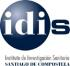 idis
Instituto de Investigación Sanitaria
SANTIAGO DE COMPOSTELA